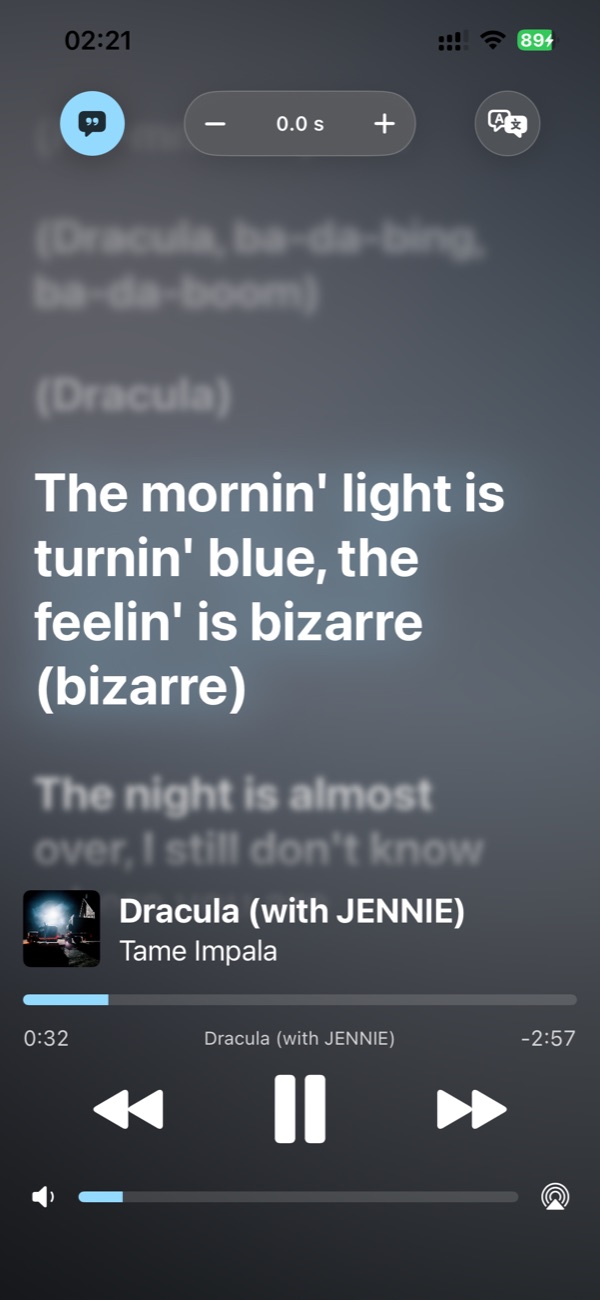 02:21
89
0.0 s
(Dracula, ba-da-bing,
ba-da-boom)
(Dracula)
The mornin' light is
turnin' blue, the
feelin' is bizarre
(bizarre)
The night is almost
over, I still don't know
Dracula (with JENNIE)
Tame Impala
0:32
Dracula (with JENNIE)
-2:57